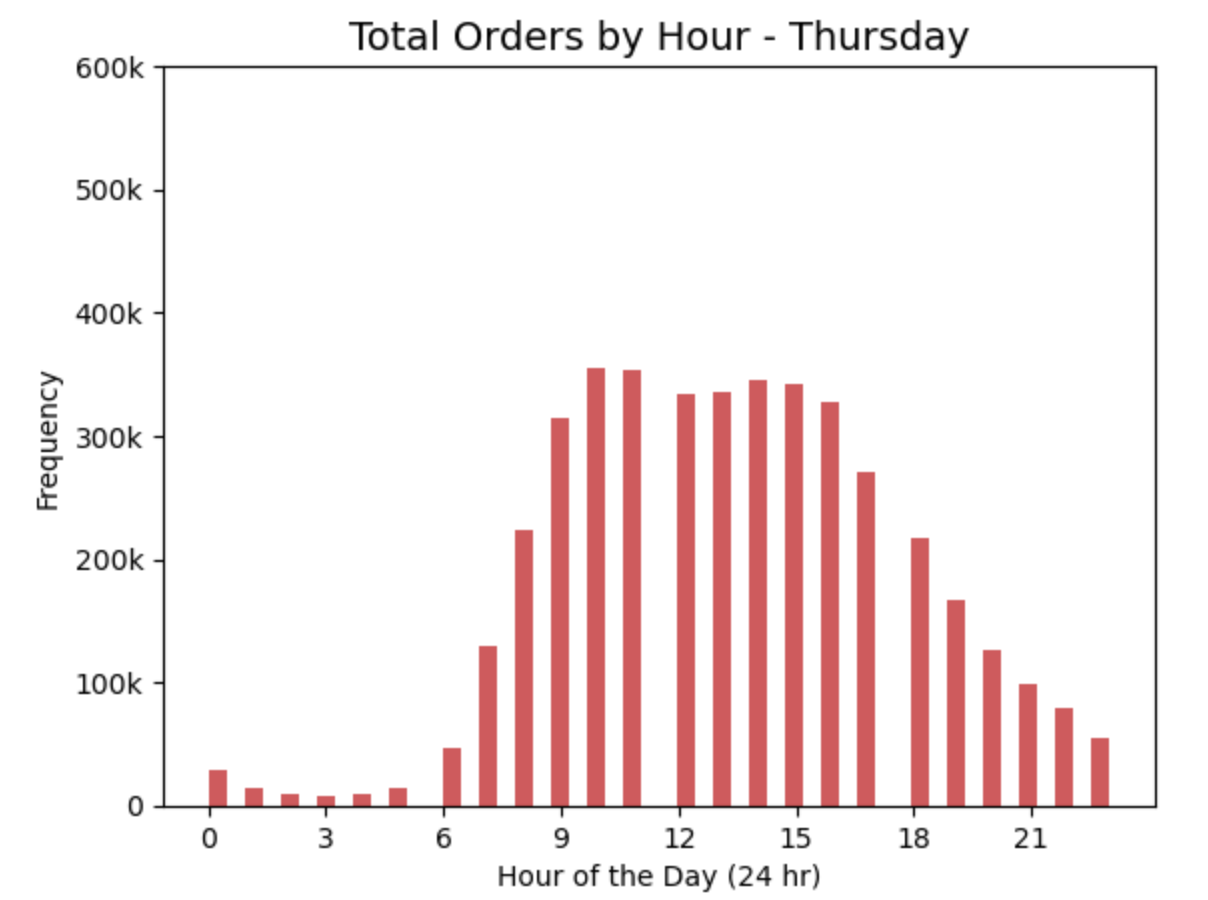 Total Orders by Hour - Thursday
600k
500k
400k
300k
200k
100k
0
Frequency
0 3 6 9 12 15 18 21
Hour of the Day (24 hr)